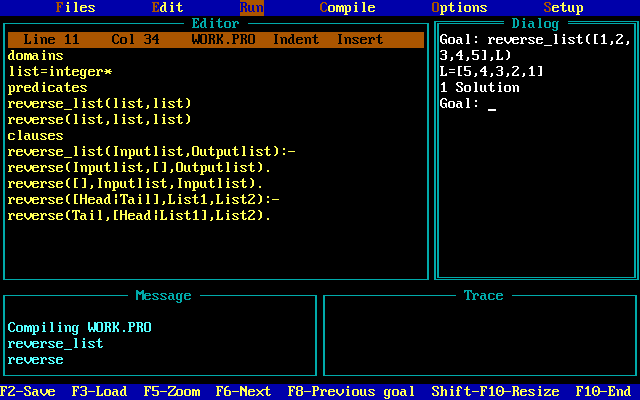 Files Edit Run Compile Options Setup
Editor
Line 11 Col 34 WORK.PRO Indent Insert
domains
list=integer*
predicates
reverse_list(list,list)
reverse(list,list,list)
clauses
reverse_list(Inputlist,Outputlist):-
reverse(Inputlist,[],Outputlist).
reverse([],Inputlist,Inputlist).
reverse([Head¦Tail],List1,List2):-
reverse(Tail,[Head¦List1],List2).
Dialog
Goal: reverse_list([1,2,
3,4,5],L)
L=[5,4,3,2,1]
1 Solution
Goal: _
Message
Compiling WORK.PRO
reverse_list
reverse
Trace
F2-Save F3-Load F5-Zoom F6-Next F8-Previous goal Shift-F10-Resize F10-End